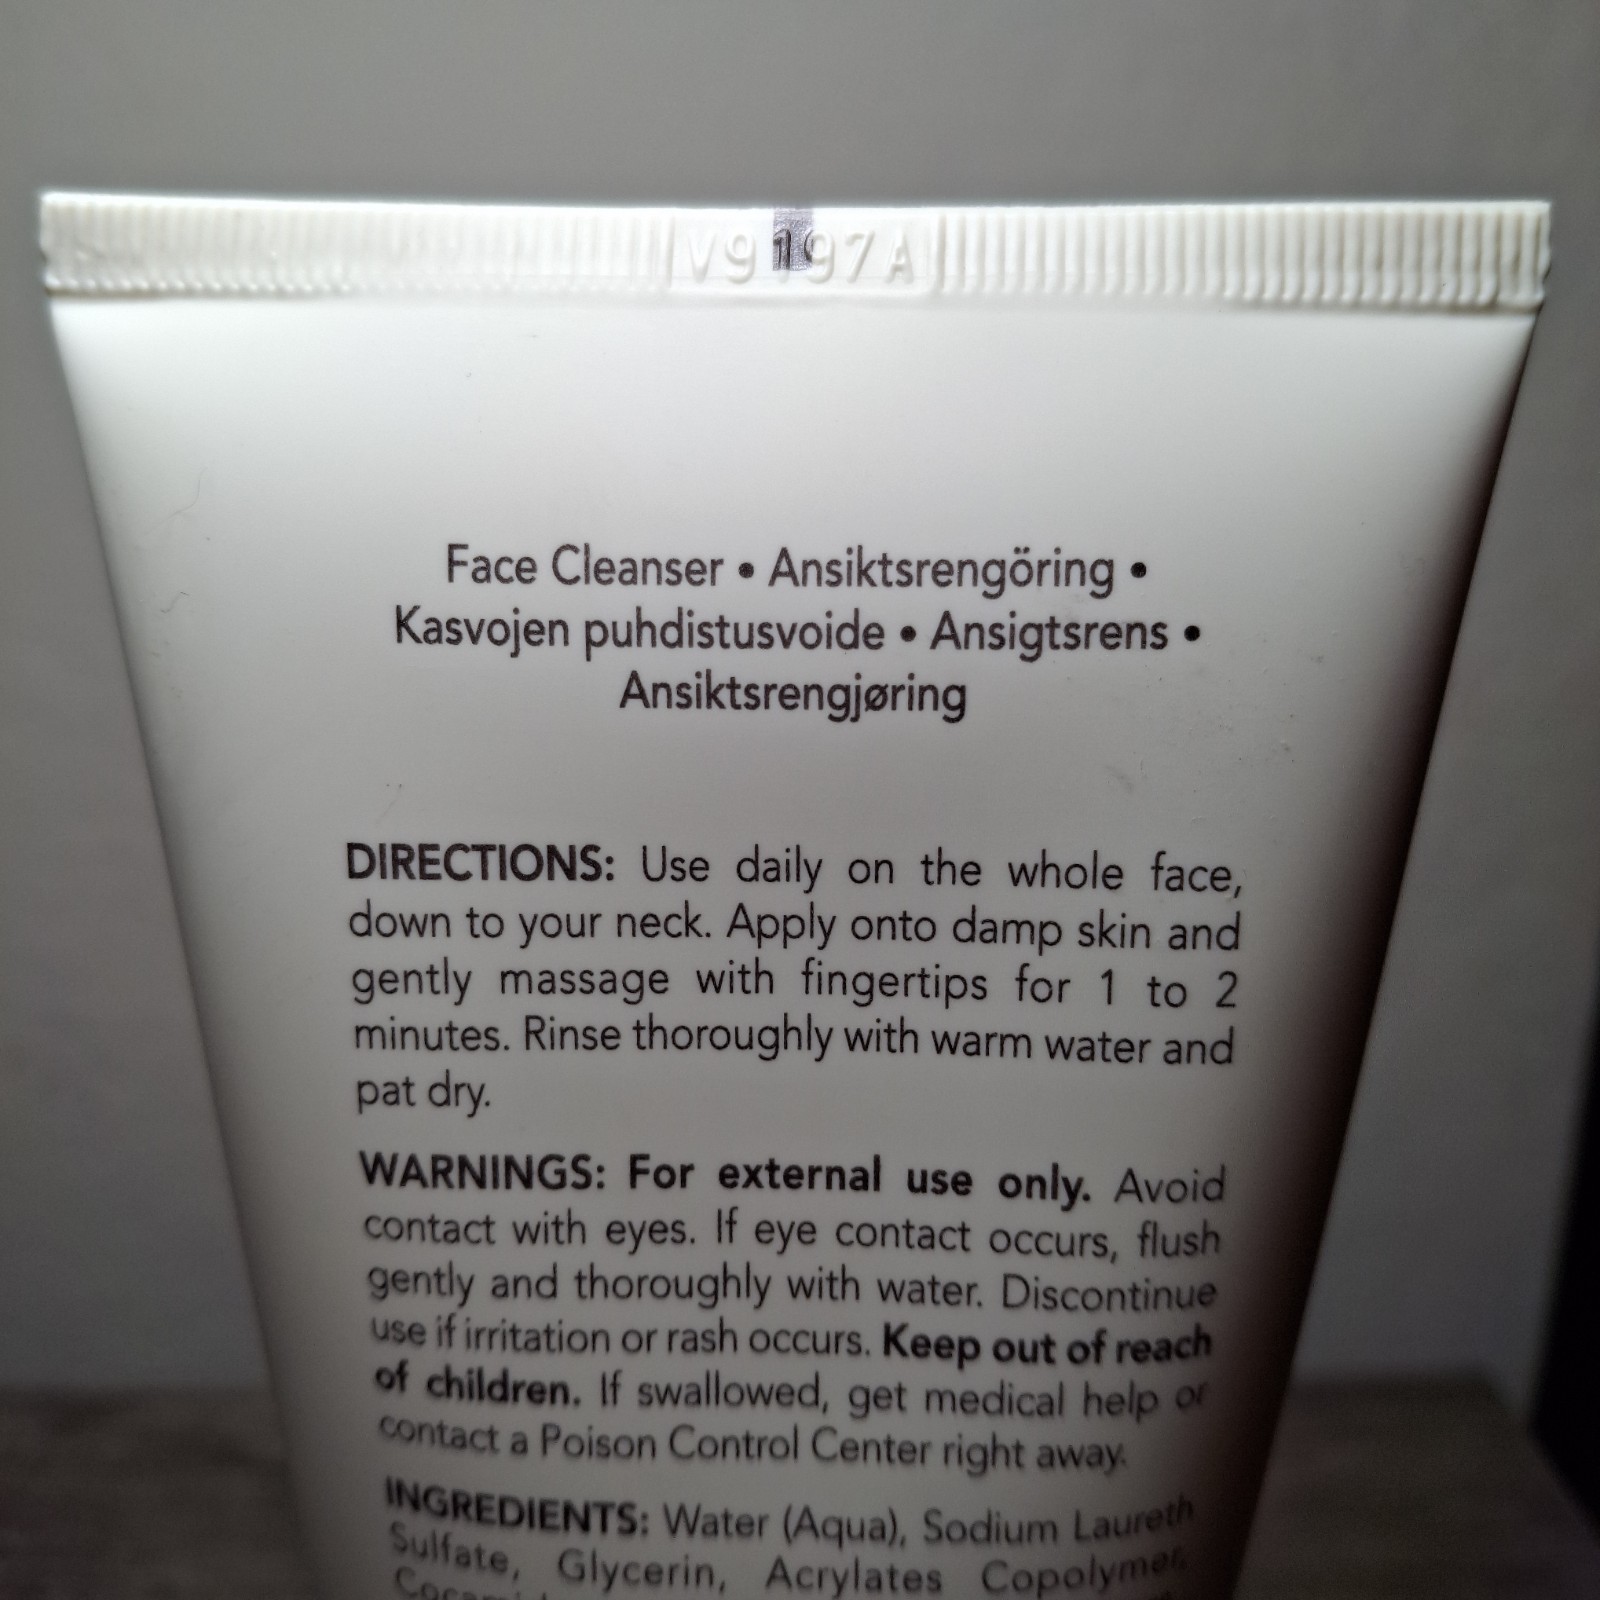 V9197A
Face Cleanser • Ansiktsrengöring •
Kasvojen puhdistusvoide • Ansigtsrens •
Ansiktsrengjøring
DIRECTIONS: Use daily on the whole face,
down to your neck. Apply onto damp skin and
gently massage with fingertips for 1 to 2
minutes. Rinse thoroughly with warm water and
pat dry.
WARNINGS: For external use only. Avoid
contact with eyes. If eye contact occurs, flush
gently and thoroughly with water. Discontinue
use if irritation or rash occurs. Keep out of reach
of children. If swallowed, get medical help or
contact a Poison Control Center right away.
INGREDIENTS: Water (Aqua), Sodium Laureth
Sulfate, Glycerin, Acrylates Copolymer,